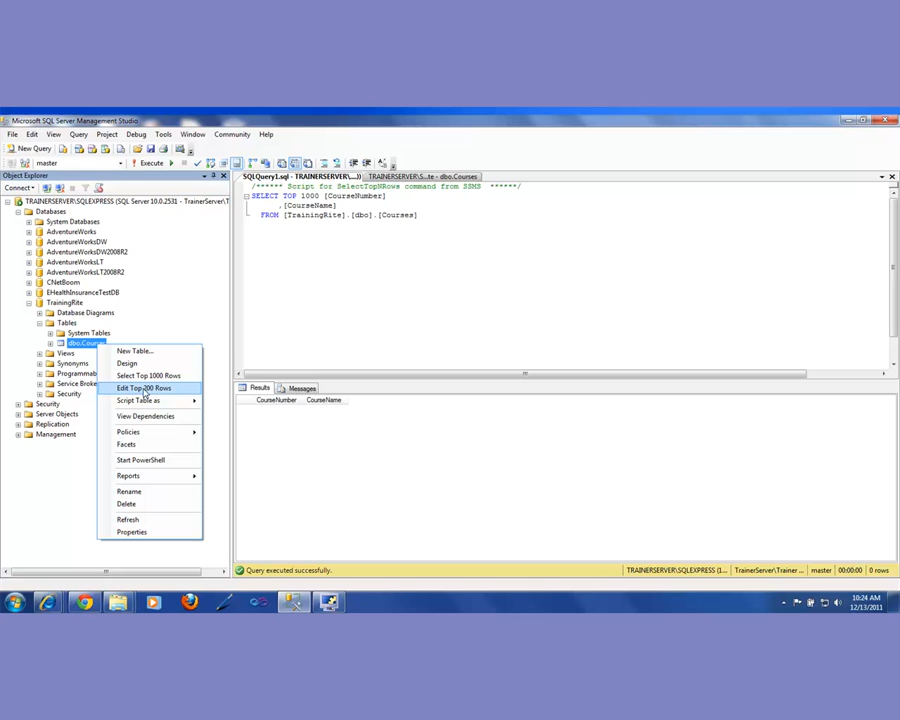 Microsoft SQL Server Management Studio
File Edit View Query Project Debug Tools Window Community Help
New Query
master Execute
Object Explorer
Connect
TRAINERSERVER\SQLEXPRESS (SQL Server 10.0.2531 - TrainerServer\T
Databases
System Databases
AdventureWorks
AdventureWorksDW
AdventureWorksDW2008R2
AdventureWorksLT
AdventureWorksLT2008R2
CNetBoom
EHealthInsuranceTestDB
TrainingRite
Database Diagrams
Tables
System Tables
dbo.Courses
Views
Synonyms
Programmab
Service Broke
Security
Security
Server Objects
Replication
Management
New Table...
Design
Select Top 1000 Rows
Edit Top 200 Rows
Script Table as
View Dependencies
Policies
Facets
Start PowerShell
Reports
Rename
Delete
Refresh
Properties
SQLQuery1.sql - TRAINERSERVER\...)) TRAINERSERVER\S...te - dbo.Courses
/****** Script for SelectTopNRows command from SSMS ******/
SELECT TOP 1000 [CourseNumber]
,[CourseName]
FROM [TrainingRite].[dbo].[Courses]
Results Messages
CourseNumber CourseName
Query executed successfully. TRAINERSERVER\SQLEXPRESS (1... TrainerServer\Trainer ... master 00:00:00 0 rows
10:24 AM
12/13/2011